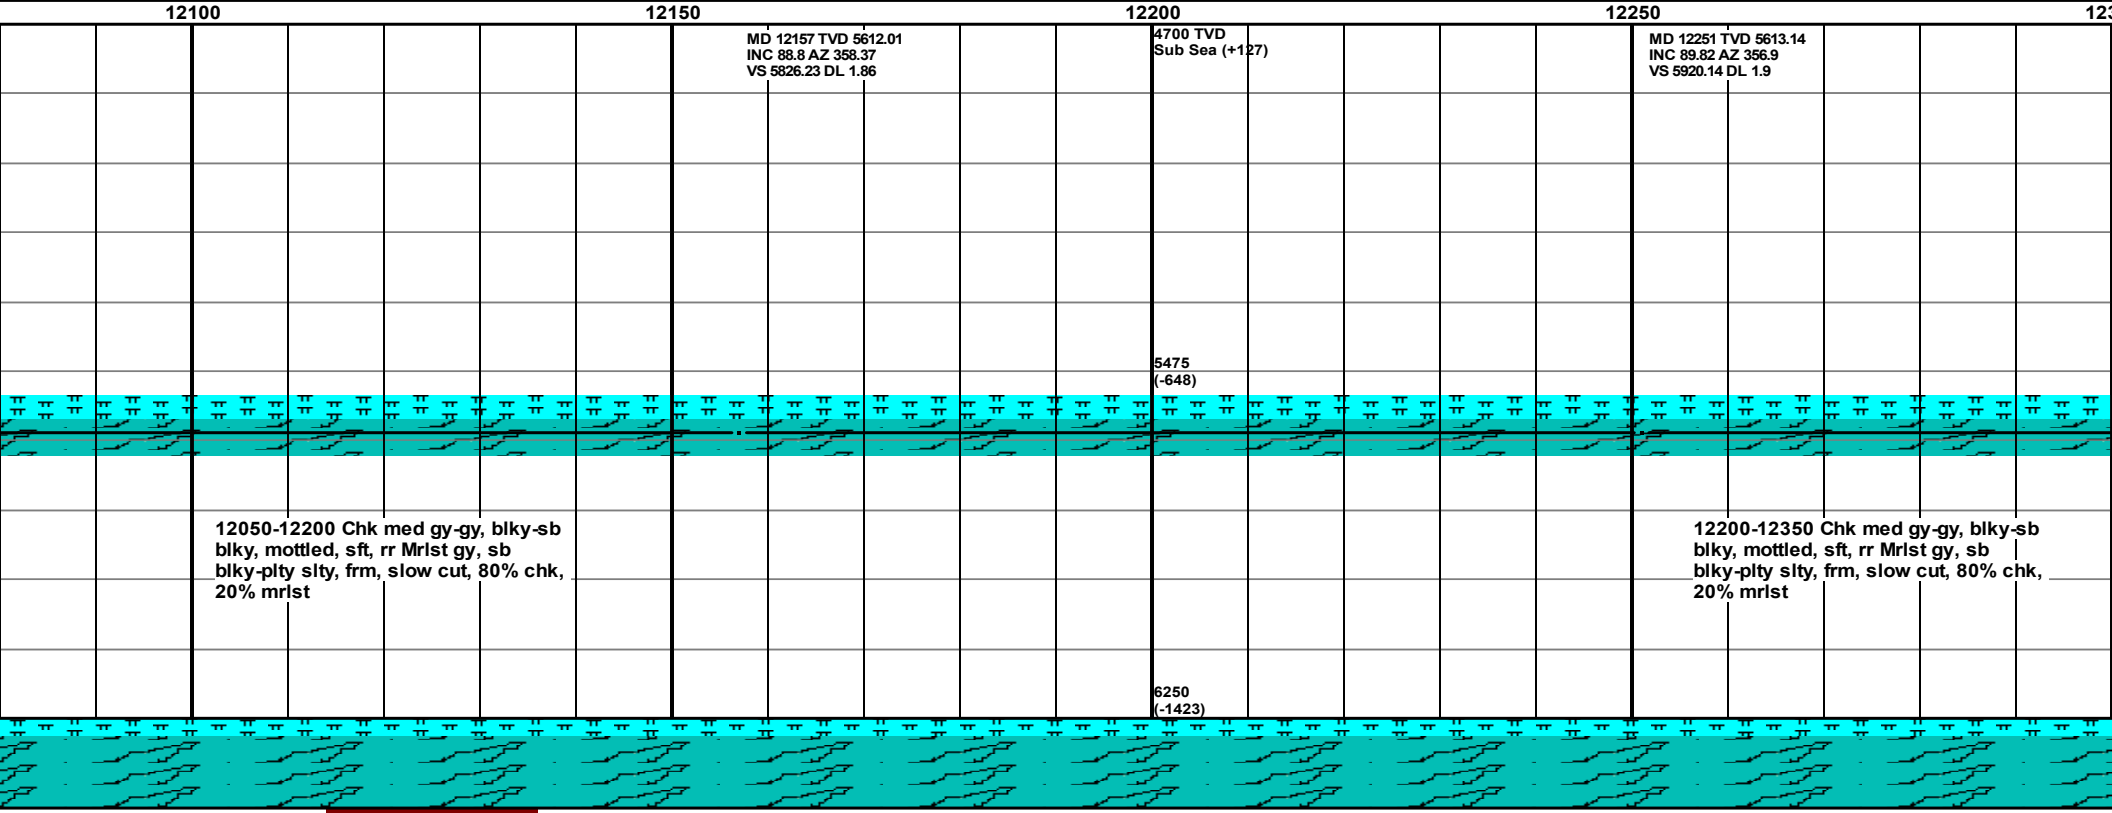 12100
12150
12200
12250
MD 12157 TVD 5612.01
INC 88.8 AZ 358.37
VS 5826.23 DL 1.86
4700 TVD
Sub Sea (+127)
MD 12251 TVD 5613.14
INC 89.82 AZ 356.9
VS 5920.14 DL 1.9
5475
(-648)
12050-12200 Chk med gy-gy, blky-sb
blky, mottled, sft, rr Mrlst gy, sb
blky-plty slty, frm, slow cut, 80% chk,
20% mrlst
12200-12350 Chk med gy-gy, blky-sb
blky, mottled, sft, rr Mrlst gy, sb
blky-plty slty, frm, slow cut, 80% chk,
20% mrlst
6250
(-1423)